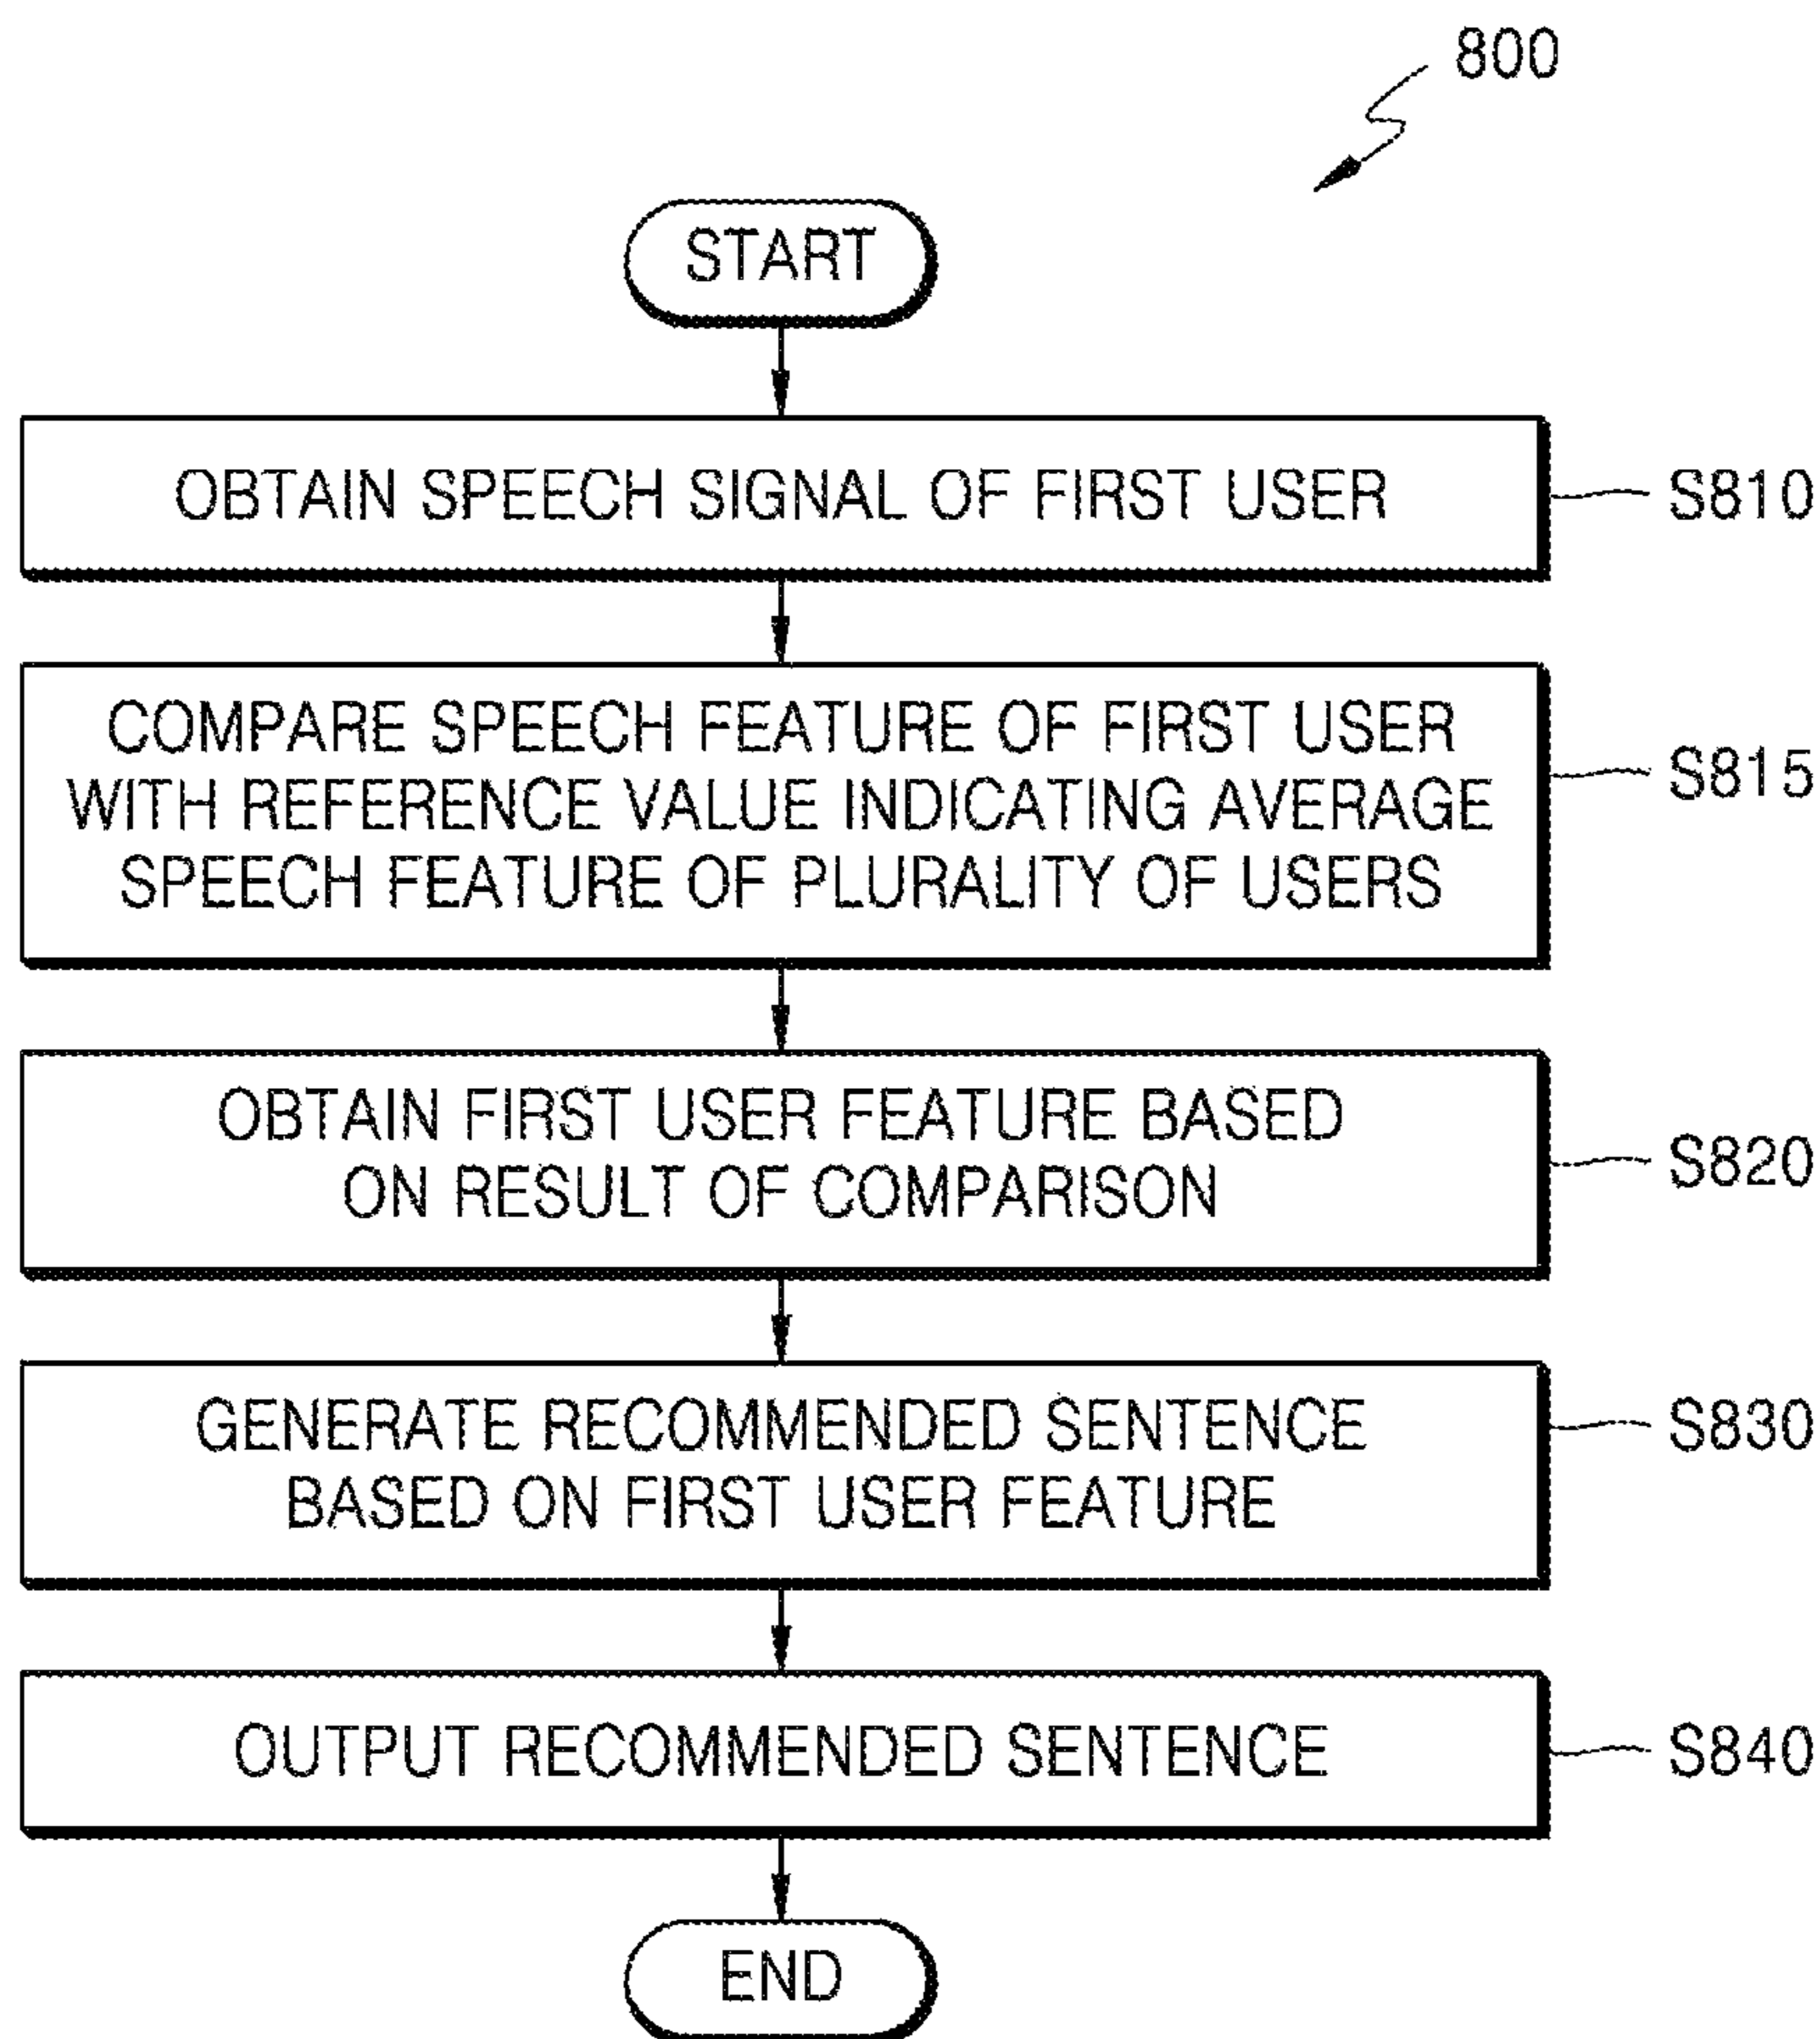 800
START
OBTAIN SPEECH SIGNAL OF FIRST USER
S810
COMPARE SPEECH FEATURE OF FIRST USER
WITH REFERENCE VALUE INDICATING AVERAGE
SPEECH FEATURE OF PLURALITY OF USERS
S815
OBTAIN FIRST USER FEATURE BASED
ON RESULT OF COMPARISON
S820
GENERATE RECOMMENDED SENTENCE
BASED ON FIRST USER FEATURE
S830
OUTPUT RECOMMENDED SENTENCE
S840
END